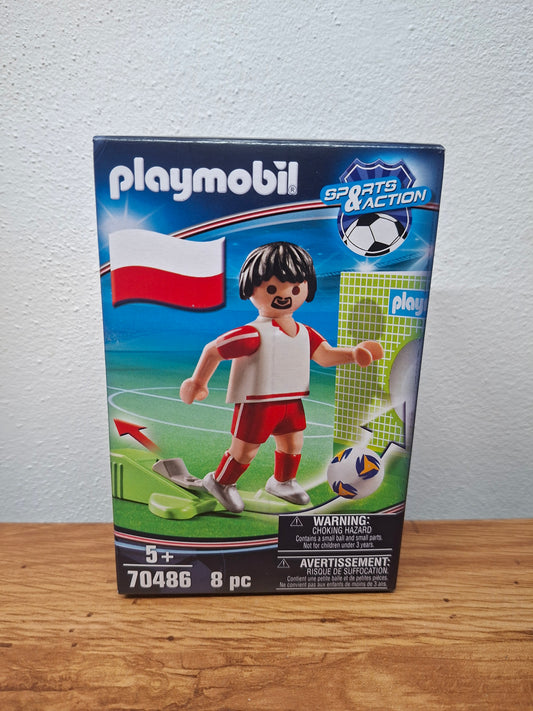 playmobil®
SPORTS
&ACTION
playm
WARNING:
CHOKING HAZARD
Contains a small ball and small parts.
Not for children under 3 years.
AVERTISSEMENT:
RISQUE DE SUFFOCATION.
Contient une petite balle et de petites pièces.
Ne convient pas aux enfants de moins de 3 ans.
5+
70486 8 pc